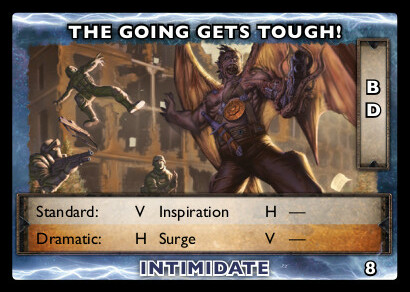 THE GOING GETS TOUGH!
B
D
Standard: V Inspiration H —
Dramatic: H Surge V —
INTIMIDATE 8